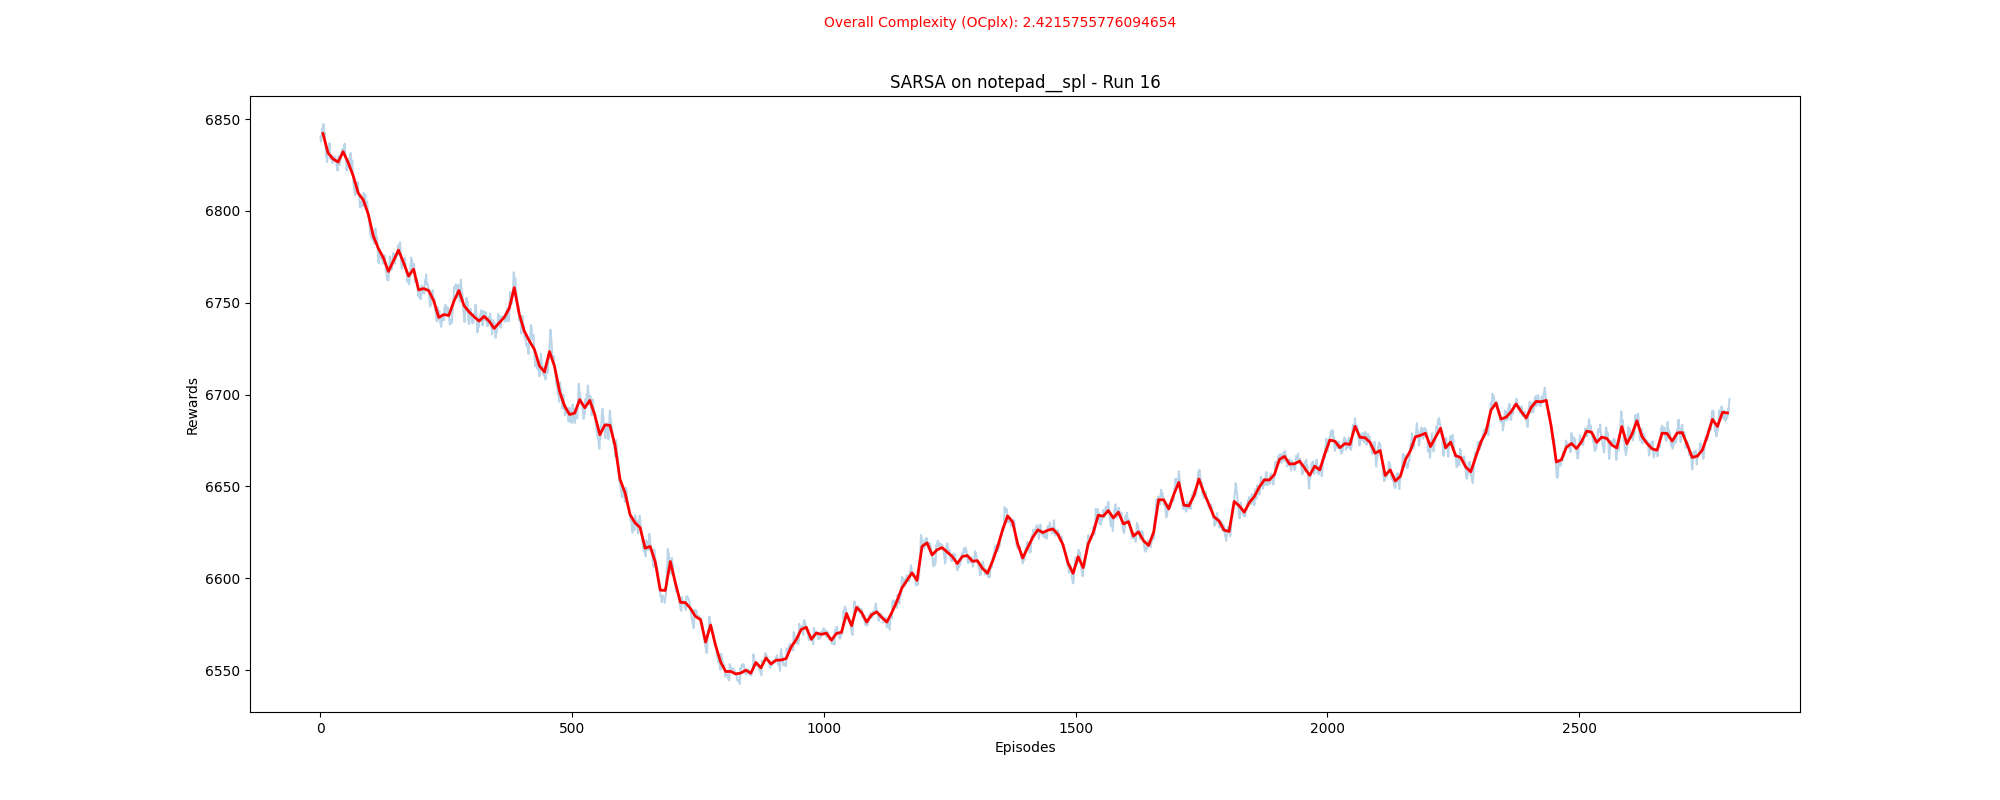 Overall Complexity (OCplx): 2.4215755776094654
SARSA on notepad__spl - Run 16
6850
6800
6750
6700
6650
6600
6550
Rewards
0 500 1000 1500 2000 2500
Episodes